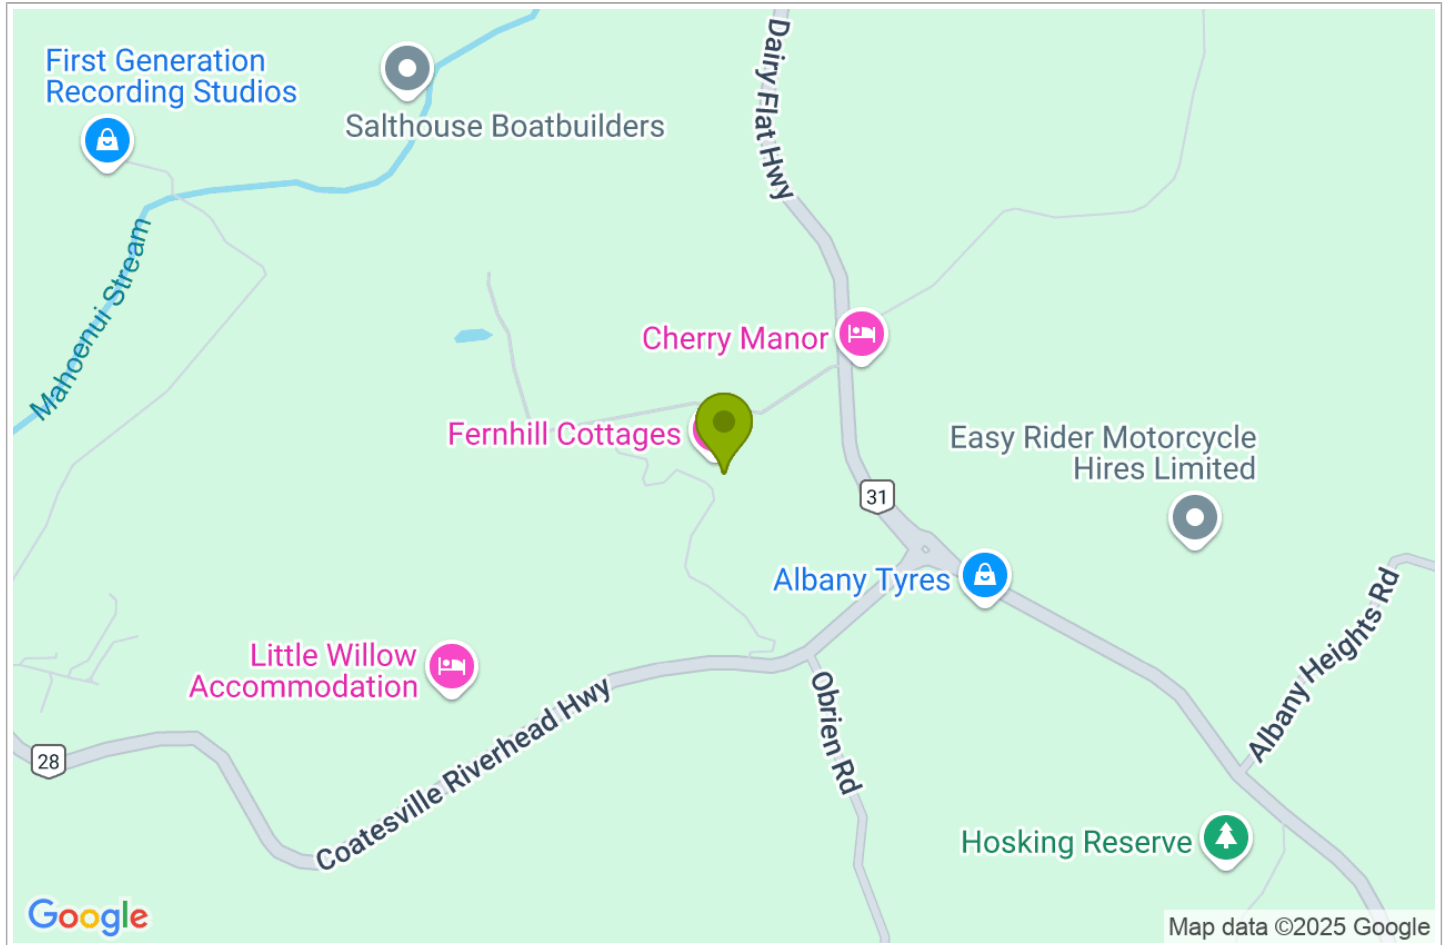 First Generation
Recording Studios
Salthouse Boatbuilders
Dairy Flat Hwy
Mahoenui Stream
Cherry Manor
Fernhill Cottages
Easy Rider Motorcycle
Hires Limited
31
Albany Tyres
Albany Heights Rd
Little Willow
Accommodation
Obrien Rd
28
Coatesville Riverhead Hwy
Hosking Reserve
Google
Map data ©2025 Google